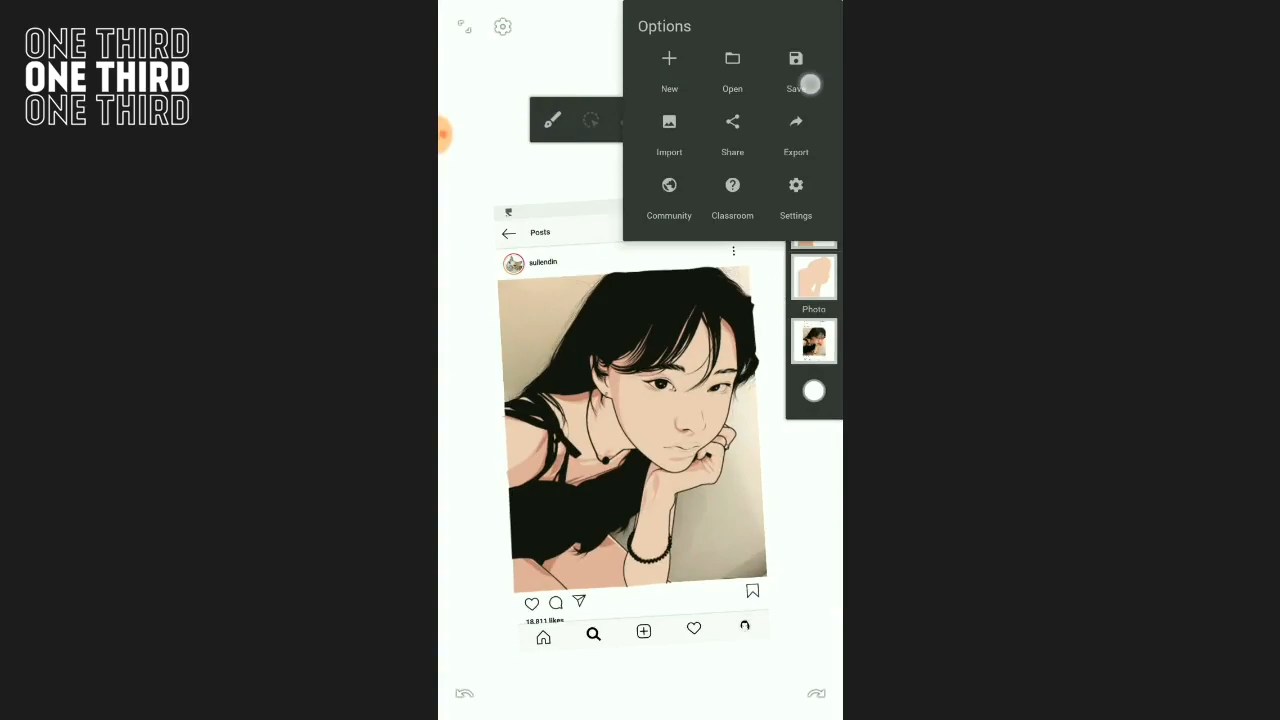 ONE THIRD
ONE THIRD
ONE THIRD
Options
New
Open
Save
Import
Share
Export
Community
Classroom
Settings
Posts
sullendin
Photo
18,811 likes